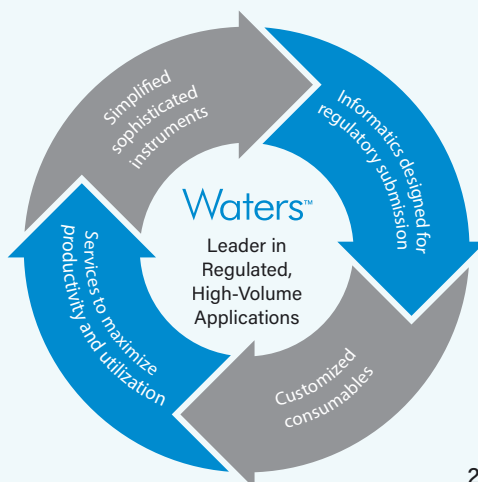 Simplified
sophisticated
instruments
Informatics designed for
regulatory submission
Waters™
Leader in
Regulated,
High-Volume
Applications
Services to maximize
productivity and utilization
Customized
consumables
2